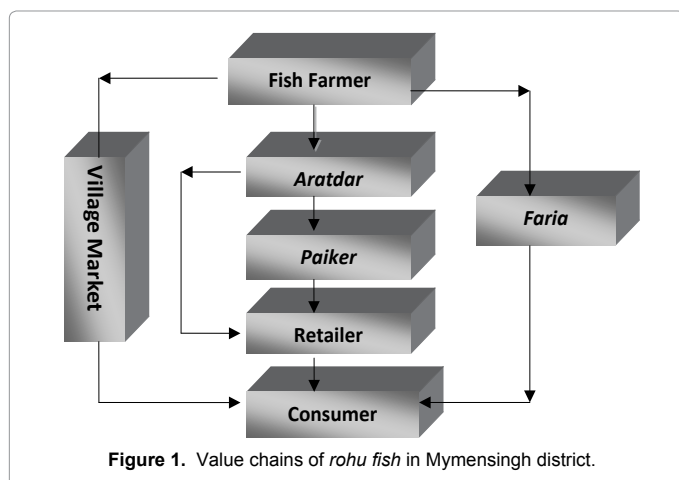 Fish Farmer
Village Market
Aratdar
Faria
Paiker
Retailer
Consumer
Figure 1. Value chains of rohu fish in Mymensingh district.